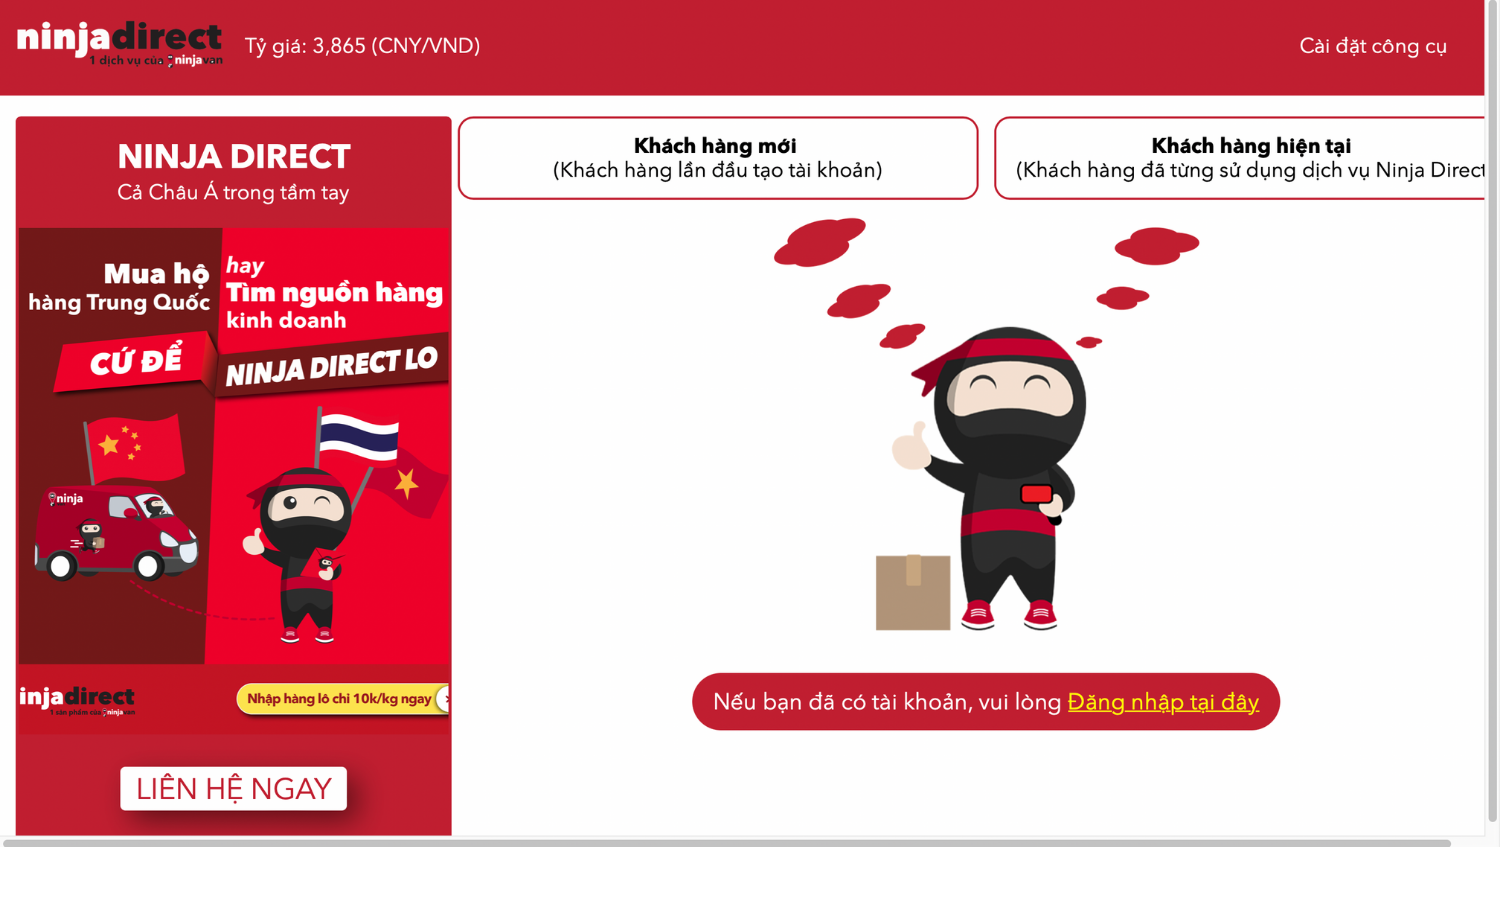 ninjadirect
1 dịch vụ của ninjavan
Tỷ giá: 3,865 (CNY/VND)
Cài đặt công cụ
NINJA DIRECT
Cả Châu Á trong tầm tay
Mua hộ
hàng Trung Quốc
hay
Tìm nguồn hàng
kinh doanh
CỨ ĐỂ
NINJA DIRECT LO
ninja
injadirect
1 sản phẩm của ninjavan
Nhập hàng lô chỉ 10k/kg ngay
LIÊN HỆ NGAY
Khách hàng mới
(Khách hàng lần đầu tạo tài khoản)
Khách hàng hiện tại
(Khách hàng đã từng sử dụng dịch vụ Ninja Direct
Nếu bạn đã có tài khoản, vui lòng Đăng nhập tại đây